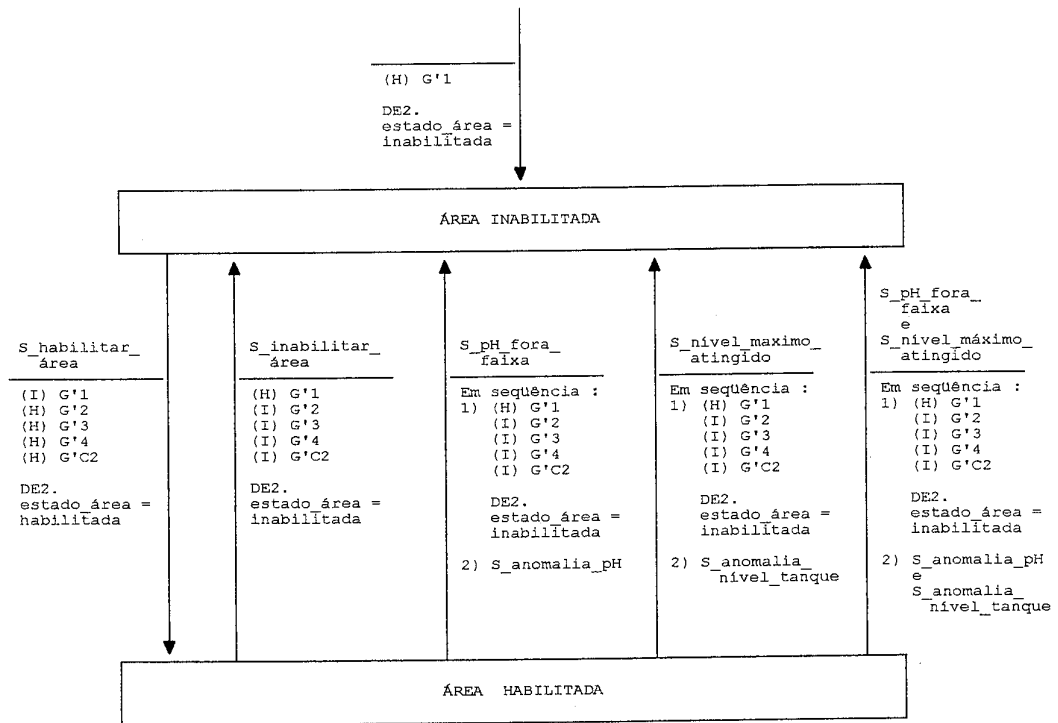 (H) G'1
DE2.
estado_área =
inabilitada
ÁREA INABILITADA
S_habilitar_
área
(I) G'1
(H) G'2
(H) G'3
(H) G'4
(H) G'C2
DE2.
estado_área =
habilitada
S_inabilitar_
área
(H) G'1
(I) G'2
(I) G'3
(I) G'4
(I) G'C2
DE2.
estado_área =
inabilitada
S_pH_fora_
faixa
Em seqüência :
1) (H) G'1
(I) G'2
(I) G'3
(I) G'4
(I) G'C2
DE2.
estado_área =
inabilitada
2) S_anomalia_pH
S_nível_maximo_
atingido
Em seqüência :
1) (H) G'1
(I) G'2
(I) G'3
(I) G'4
(I) G'C2
DE2.
estado_área =
inabilitada
2) S_anomalia_
nível_tanque
S_pH_fora_
faixa
e
S_nível_máximo_
atingido
Em seqüência :
1) (H) G'1
(I) G'2
(I) G'3
(I) G'4
(I) G'C2
DE2.
estado_área =
inabilitada
2) S_anomalia_pH
e
S_anomalia_
nível_tanque
ÁREA HABILITADA